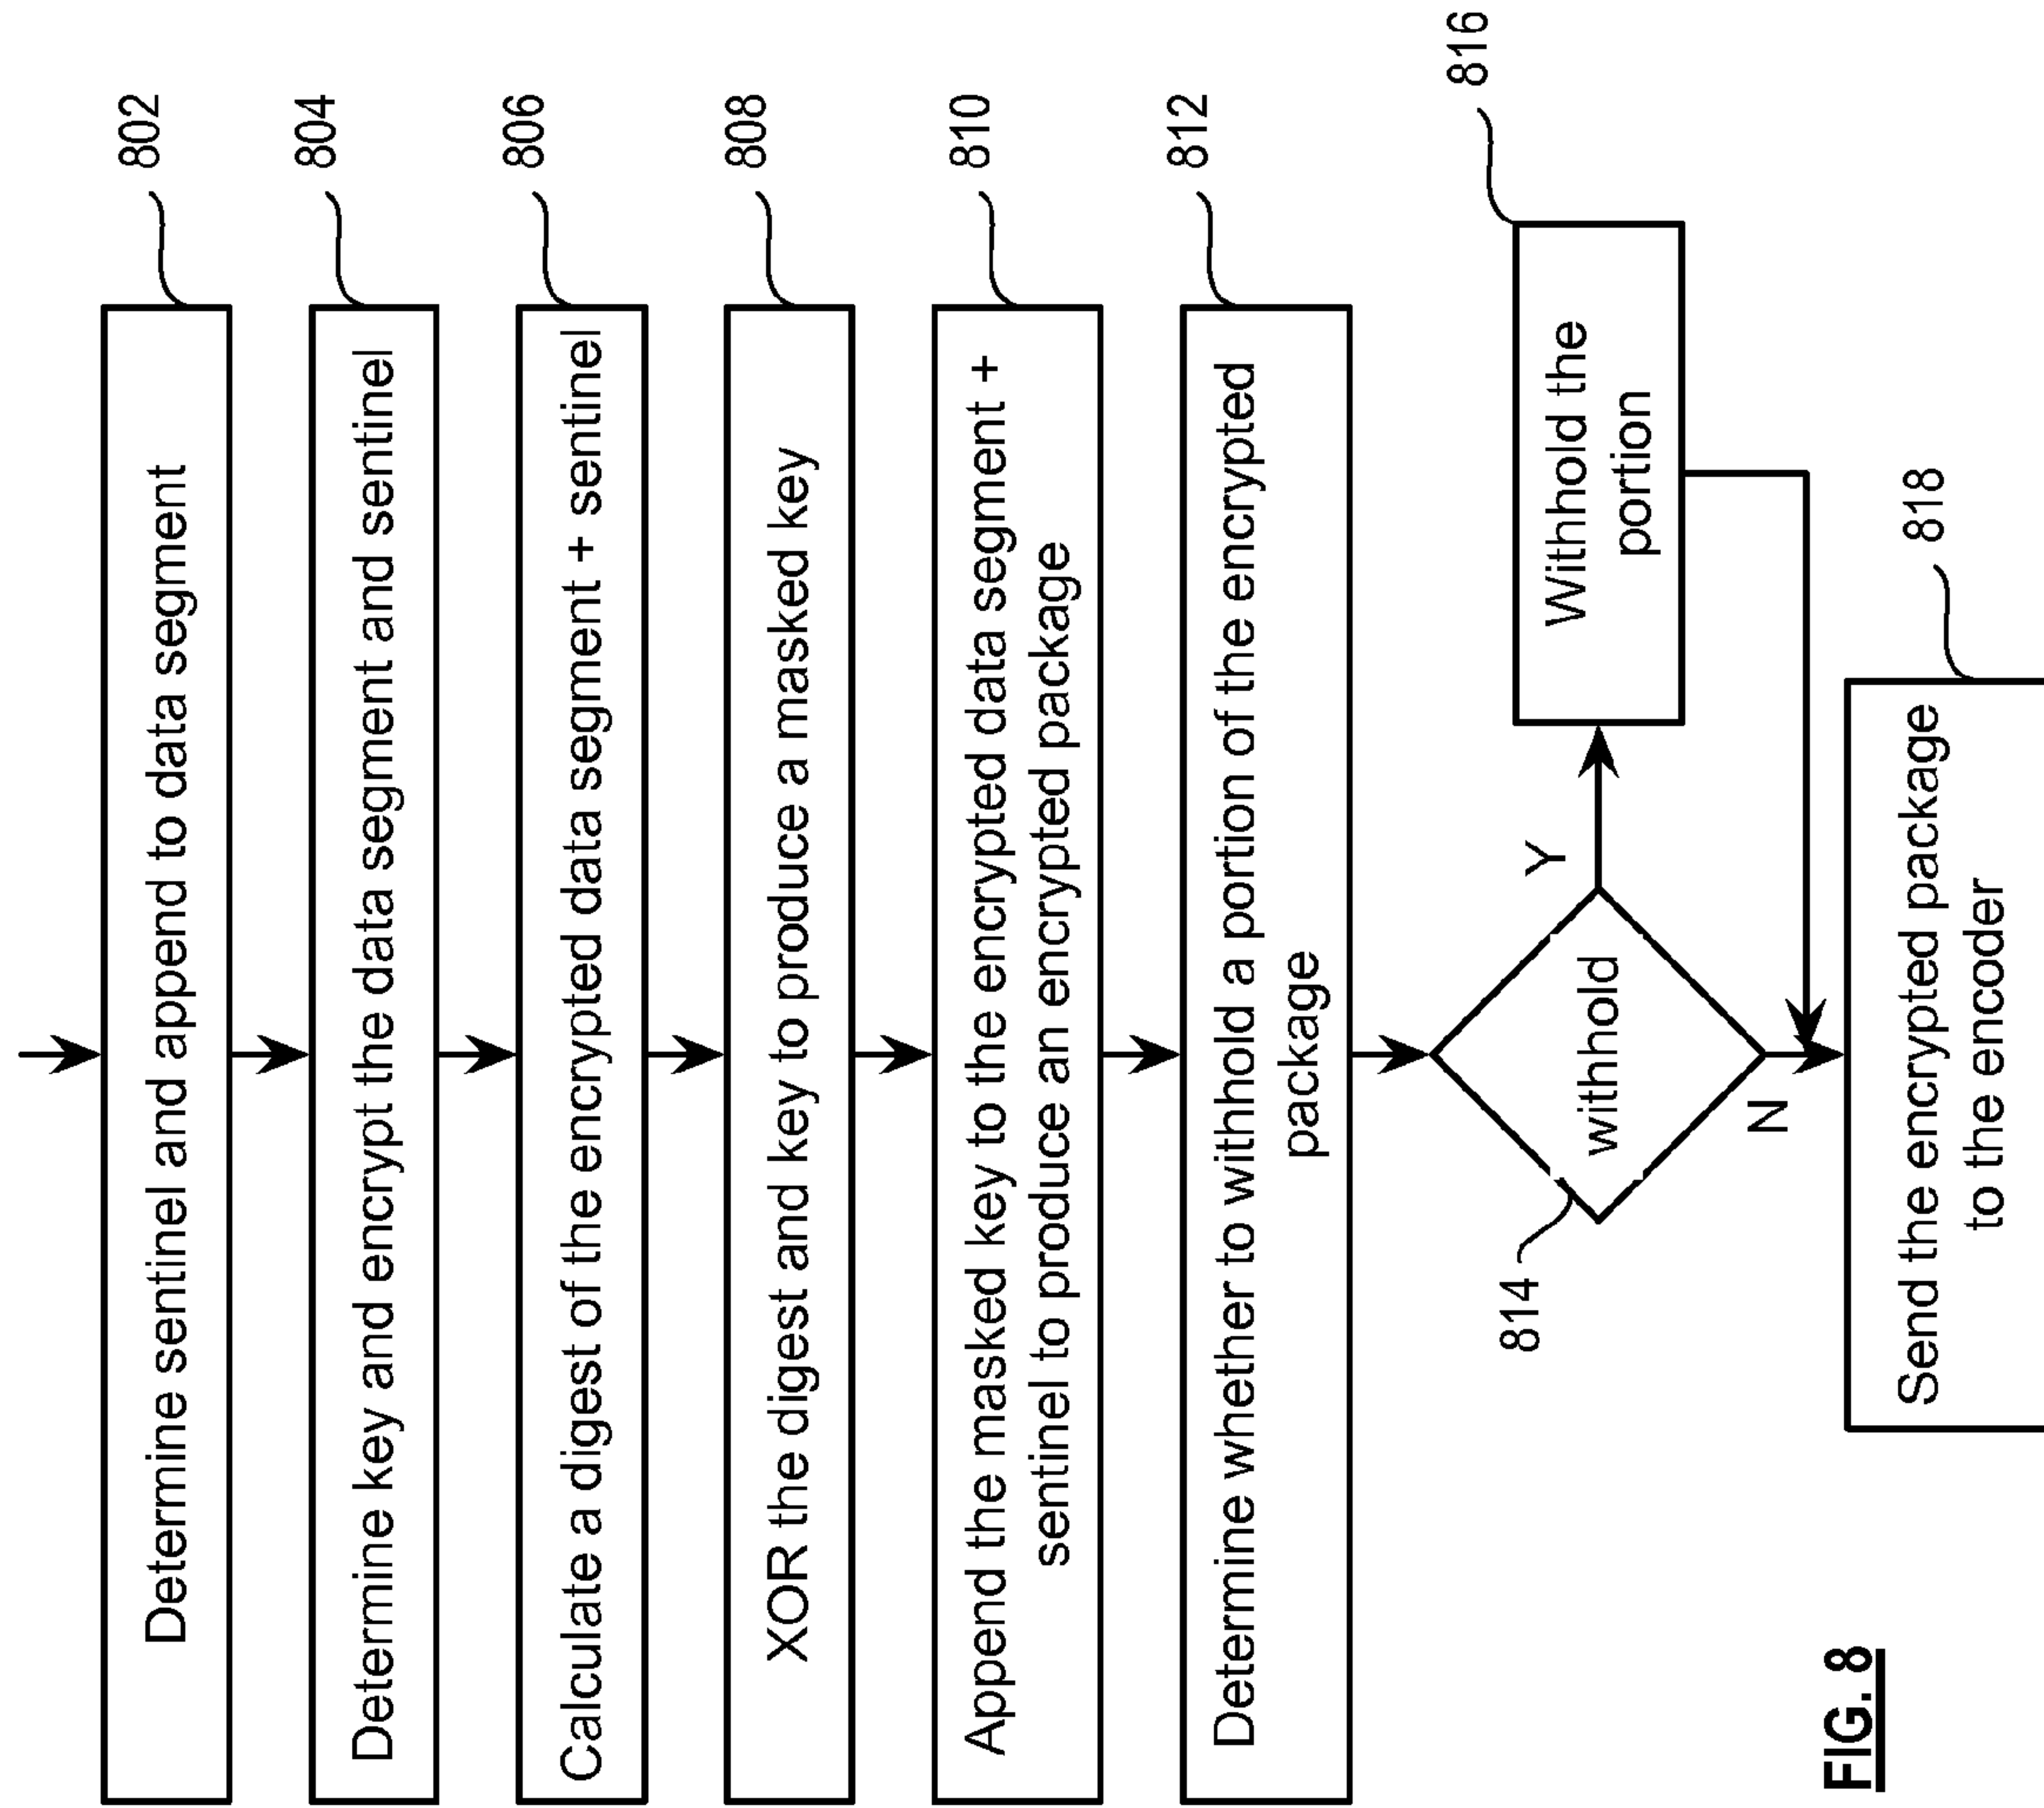 802
Determine sentinel and append to data segment
804
Determine key and encrypt the data segment and sentinel
806
Calculate a digest of the encrypted data segment + sentinel
808
XOR the digest and key to produce a masked key
810
Append the masked key to the encrypted data segment +
sentinel to produce an encrypted package
812
Determine whether to withhold a portion of the encrypted
package
814
withhold
Y
816
Withhold the
portion
N
818
Send the encrypted package
to the encoder
FIG. 8